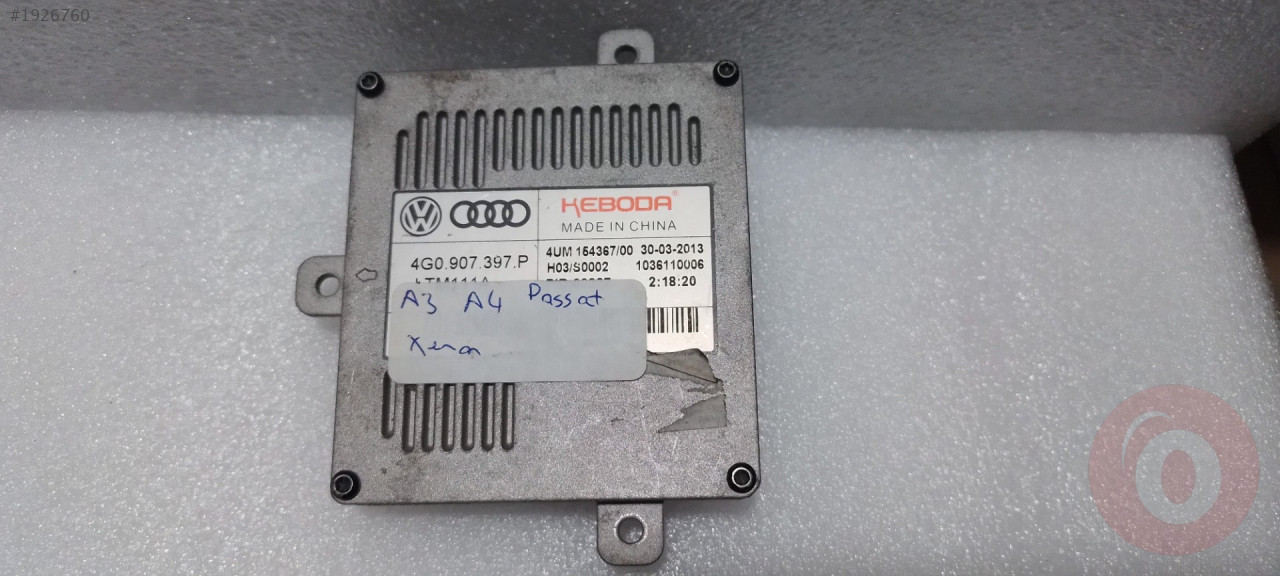 #1926760
KEBODA®
MADE IN CHINA
4G0.907.397.P
4UM 154367/00 30-03-2013
H03/S0002 1036110006
2:18:20
A3 A4 Passat
Xenon